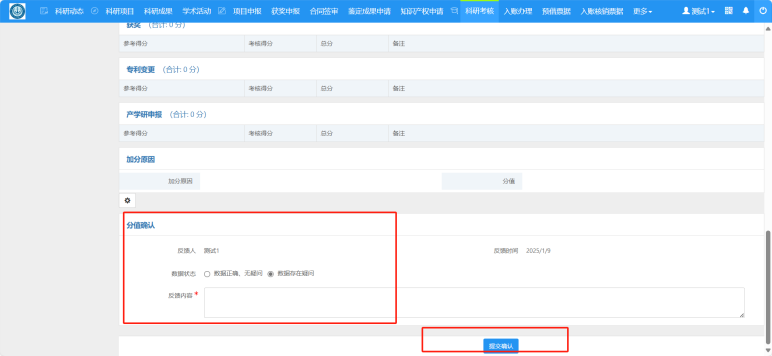 科研动态 科研项目 科研成果 学术活动 项目申报 获奖申报 合同签审 鉴定成果申请 知识产权申请 科研考核 入账办理 预借票据 入账核销票据 更多 测试1
获奖 (合计: 0 分)
参考得分 考核得分 总分 备注
专利变更 (合计: 0 分)
参考得分 考核得分 总分 备注
产学研申报 (合计: 0 分)
参考得分 考核得分 总分 备注
加分原因
加分原因 分值
分值确认
反馈人 测试1 反馈时间 2025/1/9
数据状态 数据正确、无疑问 数据存在疑问
反馈内容 *
提交确认